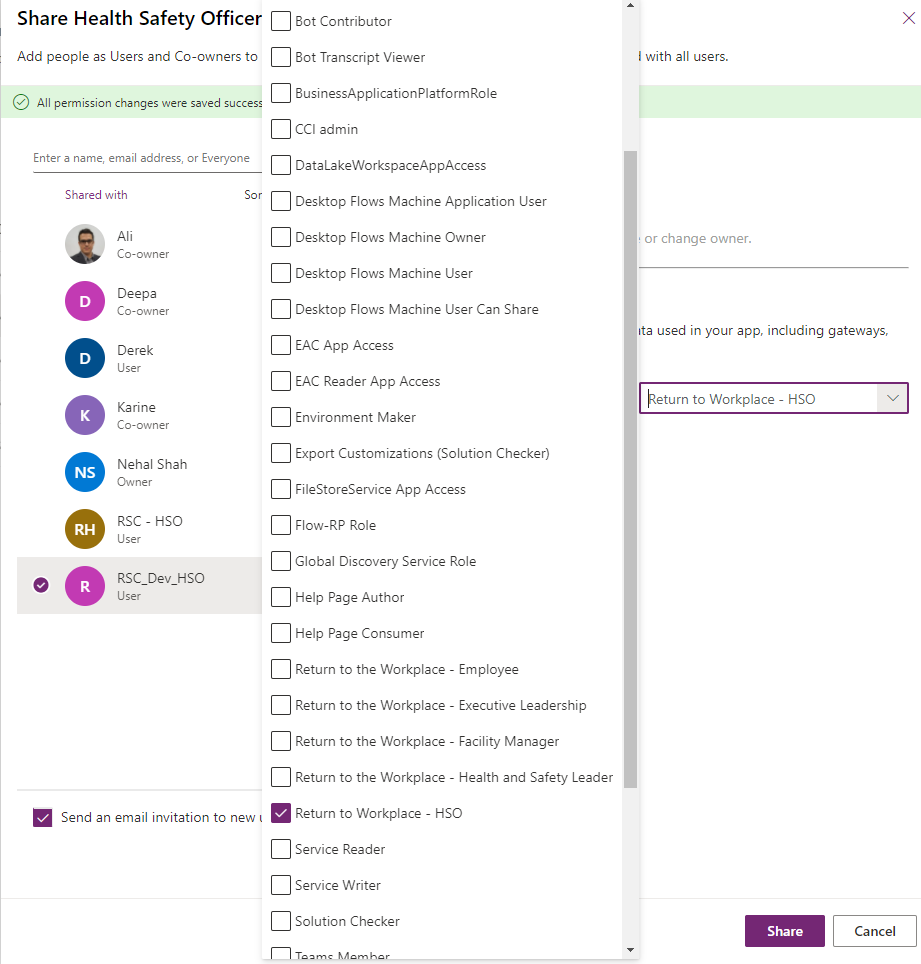 Share Health Safety Officer
Add people as Users and Co-owners to
with all users.
All permission changes were saved success
Enter a name, email address, or Everyone
Shared with
Sor
Ali
Co-owner
D
Deepa
Co-owner
D
Derek
User
K
Karine
Co-owner
NS
Nehal Shah
Owner
RH
RSC - HSO
User
R
RSC_Dev_HSO
User
Send an email invitation to new u
Bot Contributor
Bot Transcript Viewer
BusinessApplicationPlatformRole
CCI admin
DataLakeWorkspaceAppAccess
Desktop Flows Machine Application User
Desktop Flows Machine Owner
Desktop Flows Machine User
Desktop Flows Machine User Can Share
EAC App Access
EAC Reader App Access
Environment Maker
Export Customizations (Solution Checker)
FileStoreService App Access
Flow-RP Role
Global Discovery Service Role
Help Page Author
Help Page Consumer
Return to the Workplace - Employee
Return to the Workplace - Executive Leadership
Return to the Workplace - Facility Manager
Return to the Workplace - Health and Safety Leader
Return to Workplace - HSO
Service Reader
Service Writer
Solution Checker
Teams Member
or change owner.
ta used in your app, including gateways,
Return to Workplace - HSO
Share
Cancel